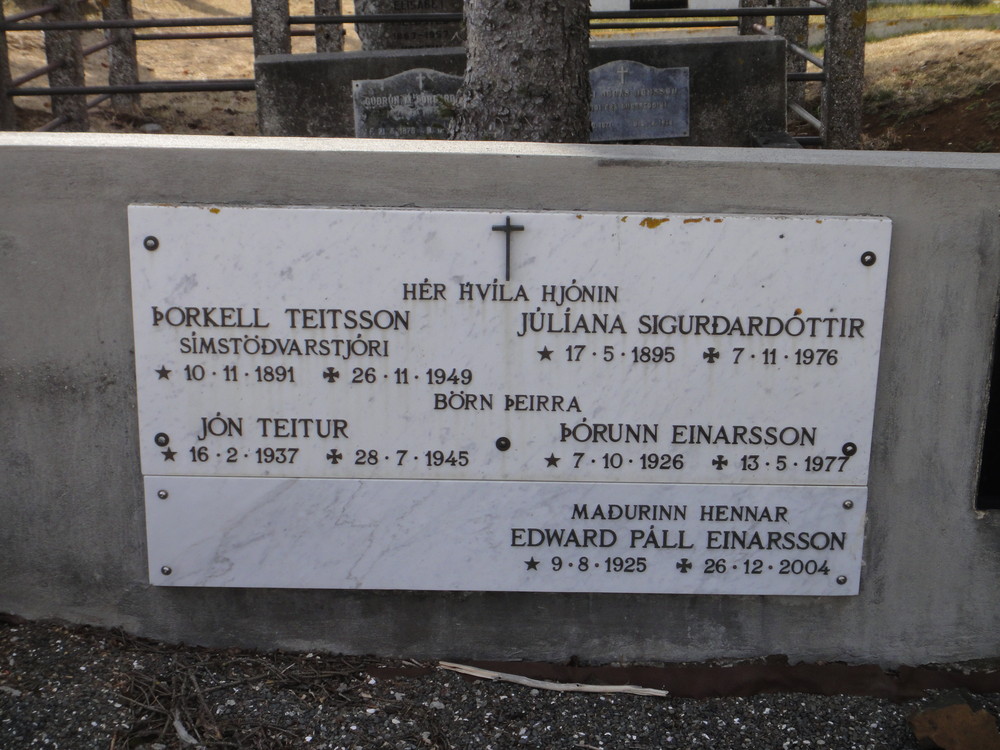 HÉR HVÍLA HJÓNIN
ÞORKELL TEITSSON
SÍMSTÖÐVARSTJÓRI
★ 10·11·1891 ✠ 26·11·1949
JÚLÍANA SIGURÐARDÓTTIR
★ 17·5·1895 ✠ 7·11·1976
BÖRN ÞEIRRA
JÓN TEITUR
★ 16·2·1937 ✠ 28·7·1945
ÞÓRUNN EINARSSON
★ 7·10·1926 ✠ 13·5·1977
MAÐURINN HENNAR
EDWARD PÁLL EINARSSON
★ 9·8·1925 ✠ 26·12·2004